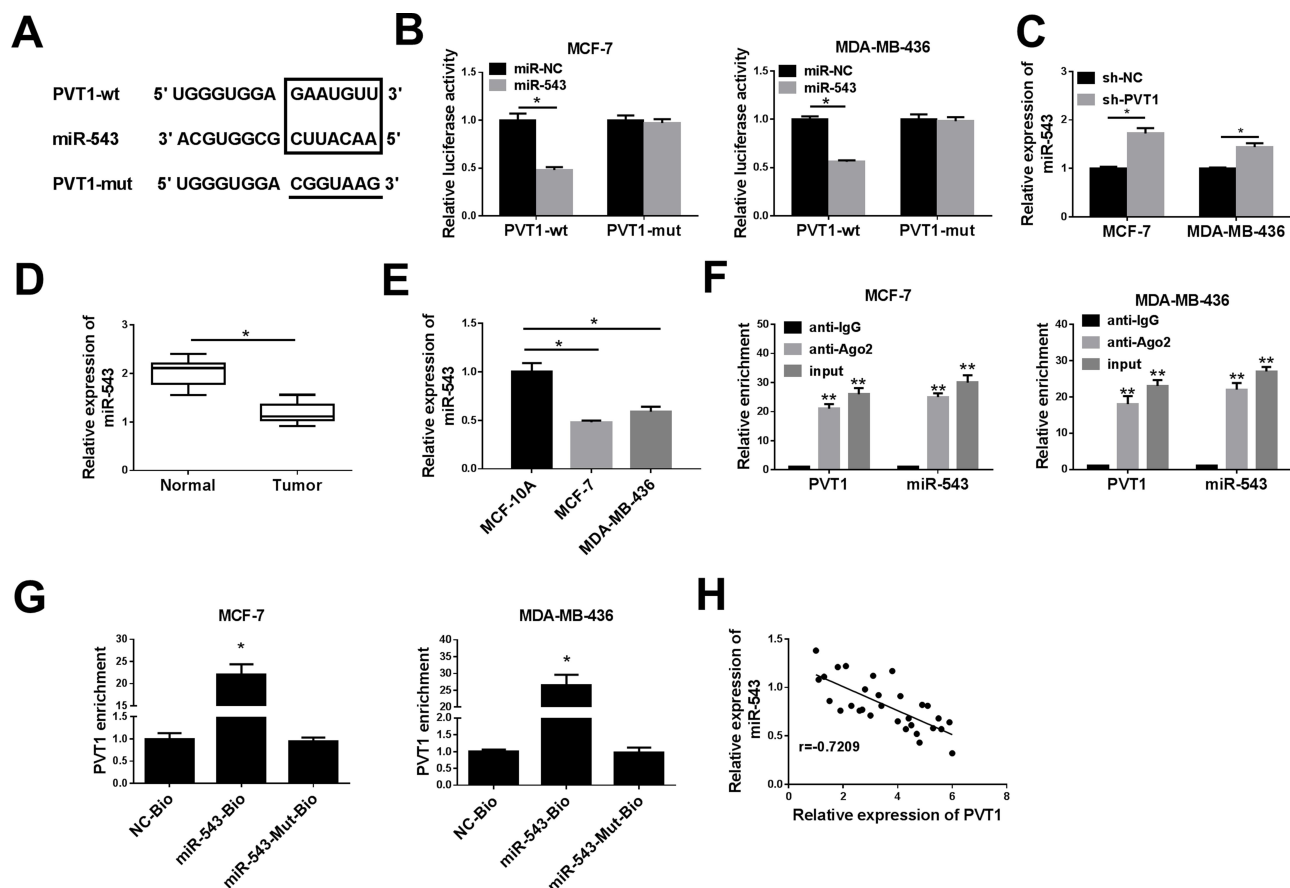 A
PVT1-wt 5' UGGGUGGA GAAUGUU 3'
miR-543 3' ACGUGGCG CUUACAA 5'
PVT1-mut 5' UGGGUGGA CGGUAAG 3'
B
MCF-7
Relative luciferase activity
1.5
1.0
0.5
0.0
miR-NC
miR-543
*
PVT1-wt PVT1-mut
MDA-MB-436
Relative luciferase activity
1.5
1.0
0.5
0.0
miR-NC
miR-543
*
PVT1-wt PVT1-mut
C
Relative expression of
miR-543
3
2
1
0
sh-NC
sh-PVT1
* *
MCF-7 MDA-MB-436
D
Relative expression of
miR-543
3
2
1
0
*
Normal Tumor
E
Relative expression of
miR-543
1.5
1.0
0.5
0.0
*
*
MCF-10A
MCF-7
MDA-MB-436
F
MCF-7
Relative enrichment
50
40
30
20
10
0
anti-IgG
anti-Ago2
input
** ** ** **
PVT1 miR-543
MDA-MB-436
Relative enrichment
40
30
20
10
0
anti-IgG
anti-Ago2
input
** ** ** **
PVT1 miR-543
G
MCF-7
PVT1 enrichment
30
25
20
15
1.5
1.0
0.5
0.0
*
NC-Bio
miR-543-Bio
miR-543-Mut-Bio
MDA-MB-436
PVT1 enrichment
40
35
30
25
20
15
10
2.0
1.5
1.0
0.5
0.0
*
NC-Bio
miR-543-Bio
miR-543-Mut-Bio
H
Relative expression of
miR-543
1.5
1.0
0.5
0.0
r=-0.7209
0 2 4 6 8
Relative expression of PVT1